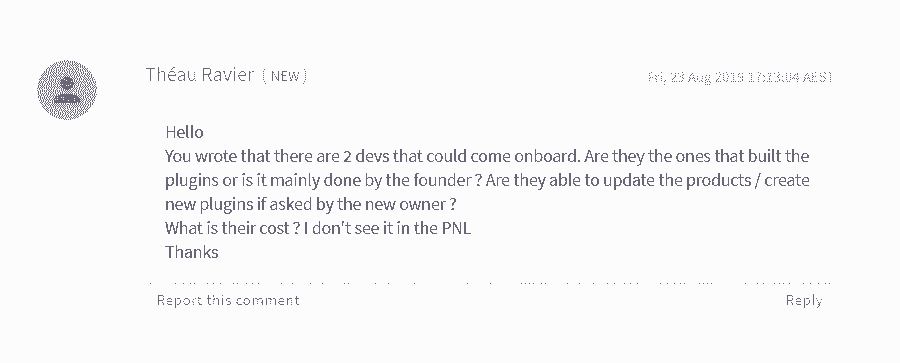 Théau Ravier ( NEW )
Fri, 23 Aug 2019 17:13:04 AEST
Hello
You wrote that there are 2 devs that could come onboard. Are they the ones that built the
plugins or is it mainly done by the founder ? Are they able to update the products / create
new plugins if asked by the new owner ?
What is their cost ? I don't see it in the PNL
Thanks
Report this comment
Reply